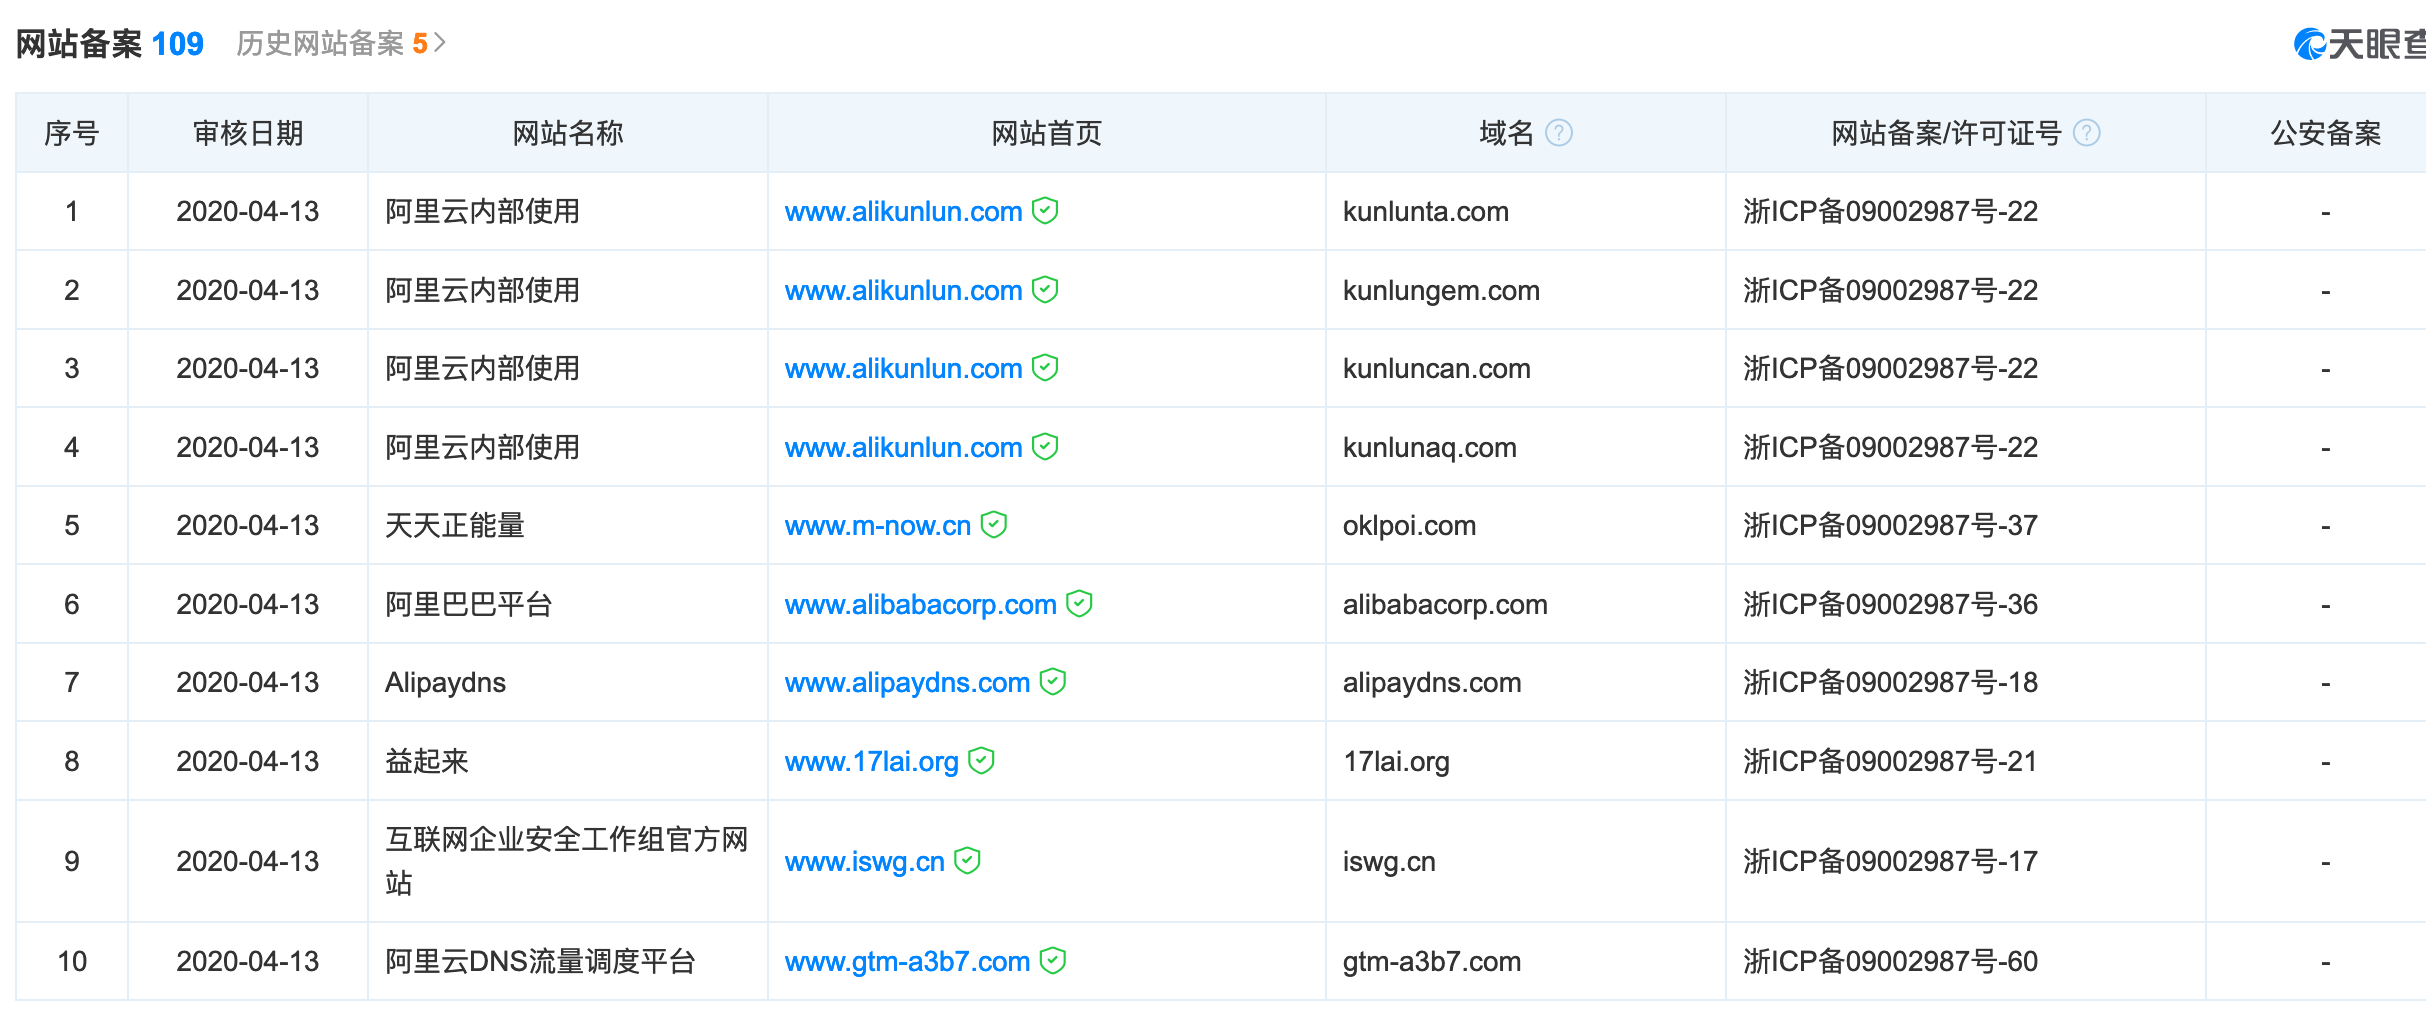 网站备案 109 历史网站备案 5
天眼查
序号 审核日期 网站名称 网站首页 域名 ? 网站备案/许可证号 ? 公安备案
1 2020-04-13 阿里云内部使用 www.alikunlun.com kunlunta.com 浙ICP备09002987号-22 -
2 2020-04-13 阿里云内部使用 www.alikunlun.com kunlungem.com 浙ICP备09002987号-22 -
3 2020-04-13 阿里云内部使用 www.alikunlun.com kunluncan.com 浙ICP备09002987号-22 -
4 2020-04-13 阿里云内部使用 www.alikunlun.com kunlunaq.com 浙ICP备09002987号-22 -
5 2020-04-13 天天正能量 www.m-now.cn oklpoi.com 浙ICP备09002987号-37 -
6 2020-04-13 阿里巴巴平台 www.alibabacorp.com alibabacorp.com 浙ICP备09002987号-36 -
7 2020-04-13 Alipaydns www.alipaydns.com alipaydns.com 浙ICP备09002987号-18 -
8 2020-04-13 益起来 www.17lai.org 17lai.org 浙ICP备09002987号-21 -
9 2020-04-13 互联网企业安全工作组官方网
站 www.iswg.cn iswg.cn 浙ICP备09002987号-17 -
10 2020-04-13 阿里云DNS流量调度平台 www.gtm-a3b7.com gtm-a3b7.com 浙ICP备09002987号-60 -